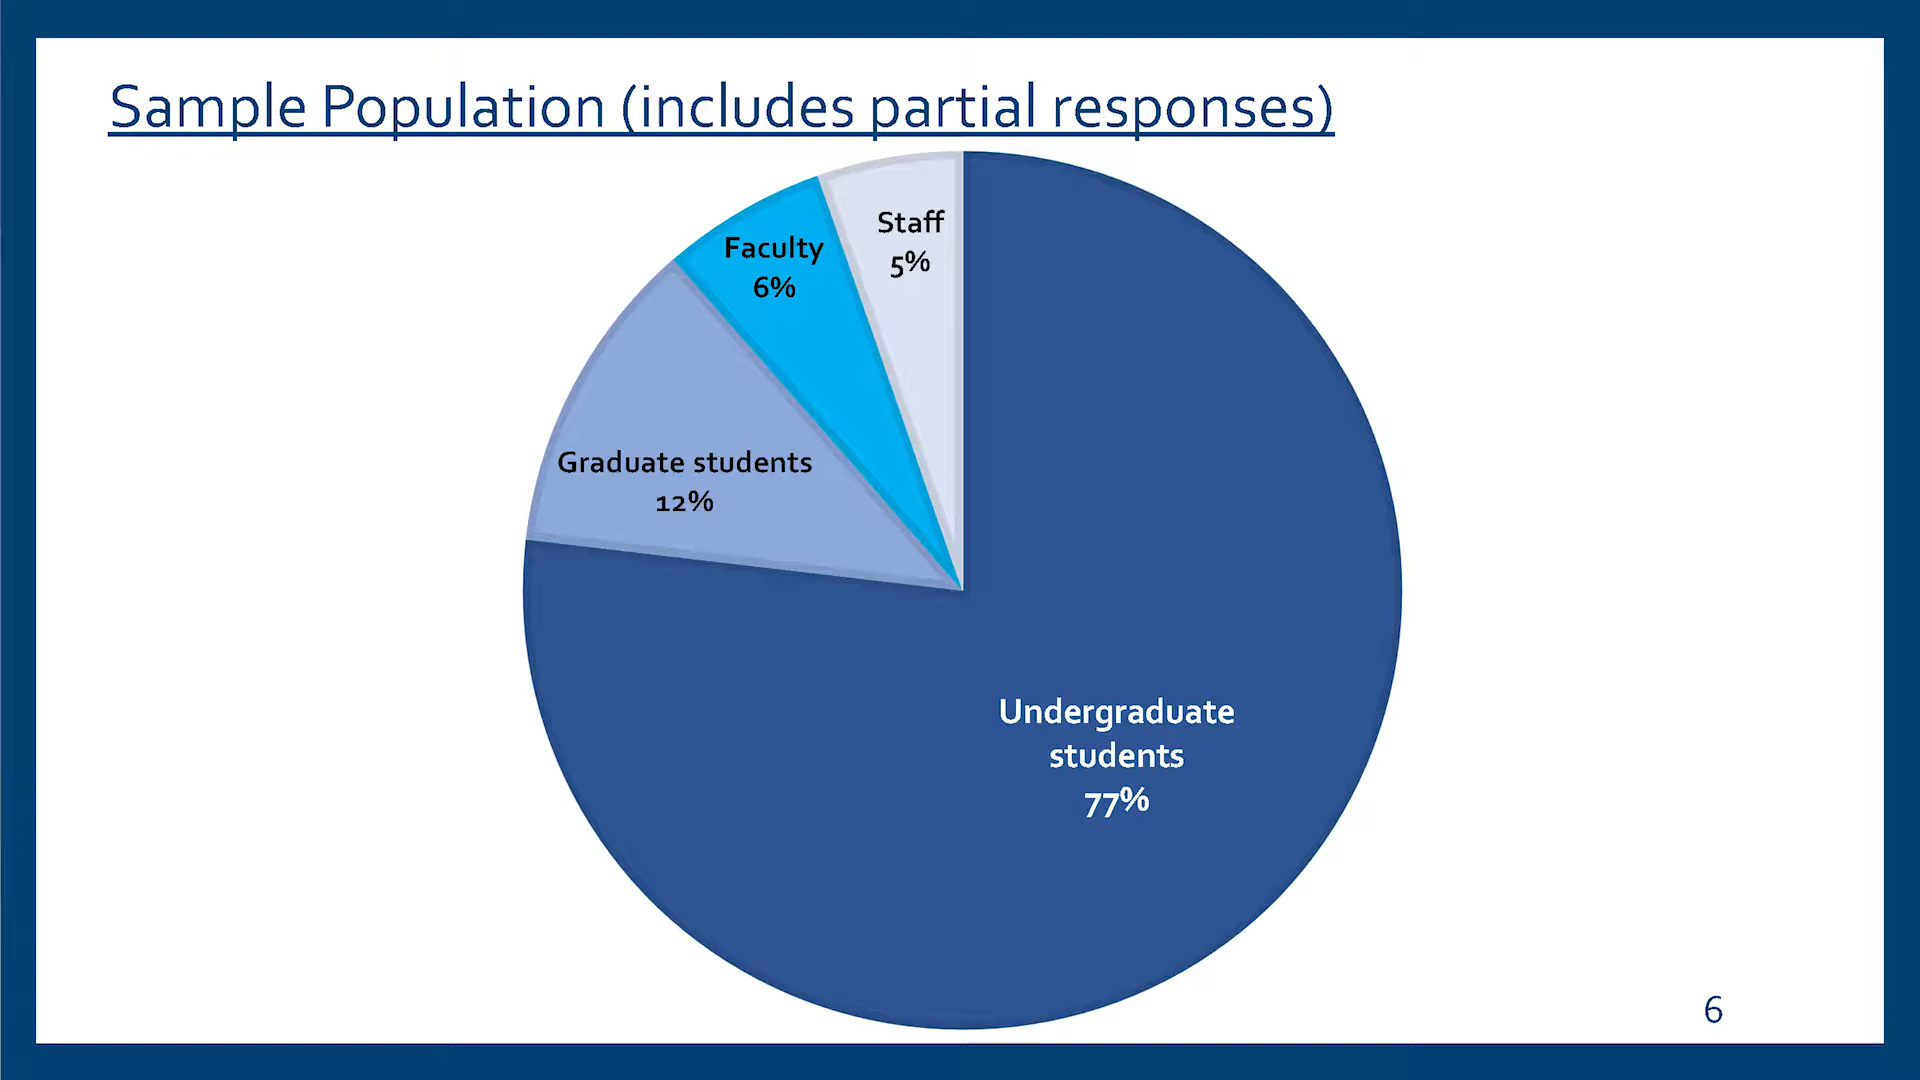 Sample Population (includes partial responses)
Staff
5%
Faculty
6%
Graduate students
12%
Undergraduate
students
77%
6